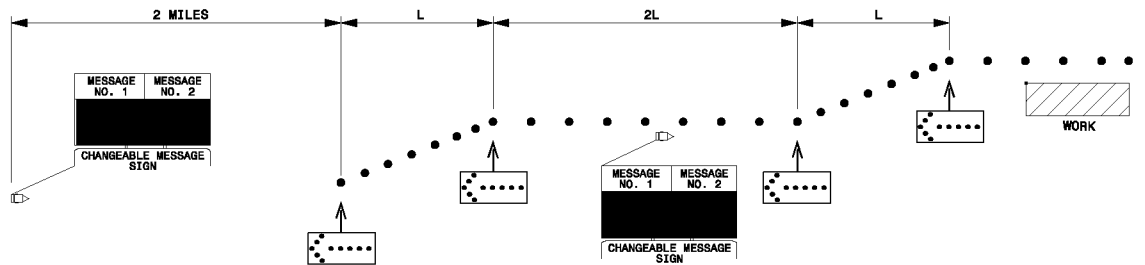 2 MILES L 2L L
MESSAGE NO. 1
MESSAGE NO. 2
CHANGEABLE MESSAGE SIGN
WORK
MESSAGE NO. 1
MESSAGE NO. 2
CHANGEABLE MESSAGE SIGN